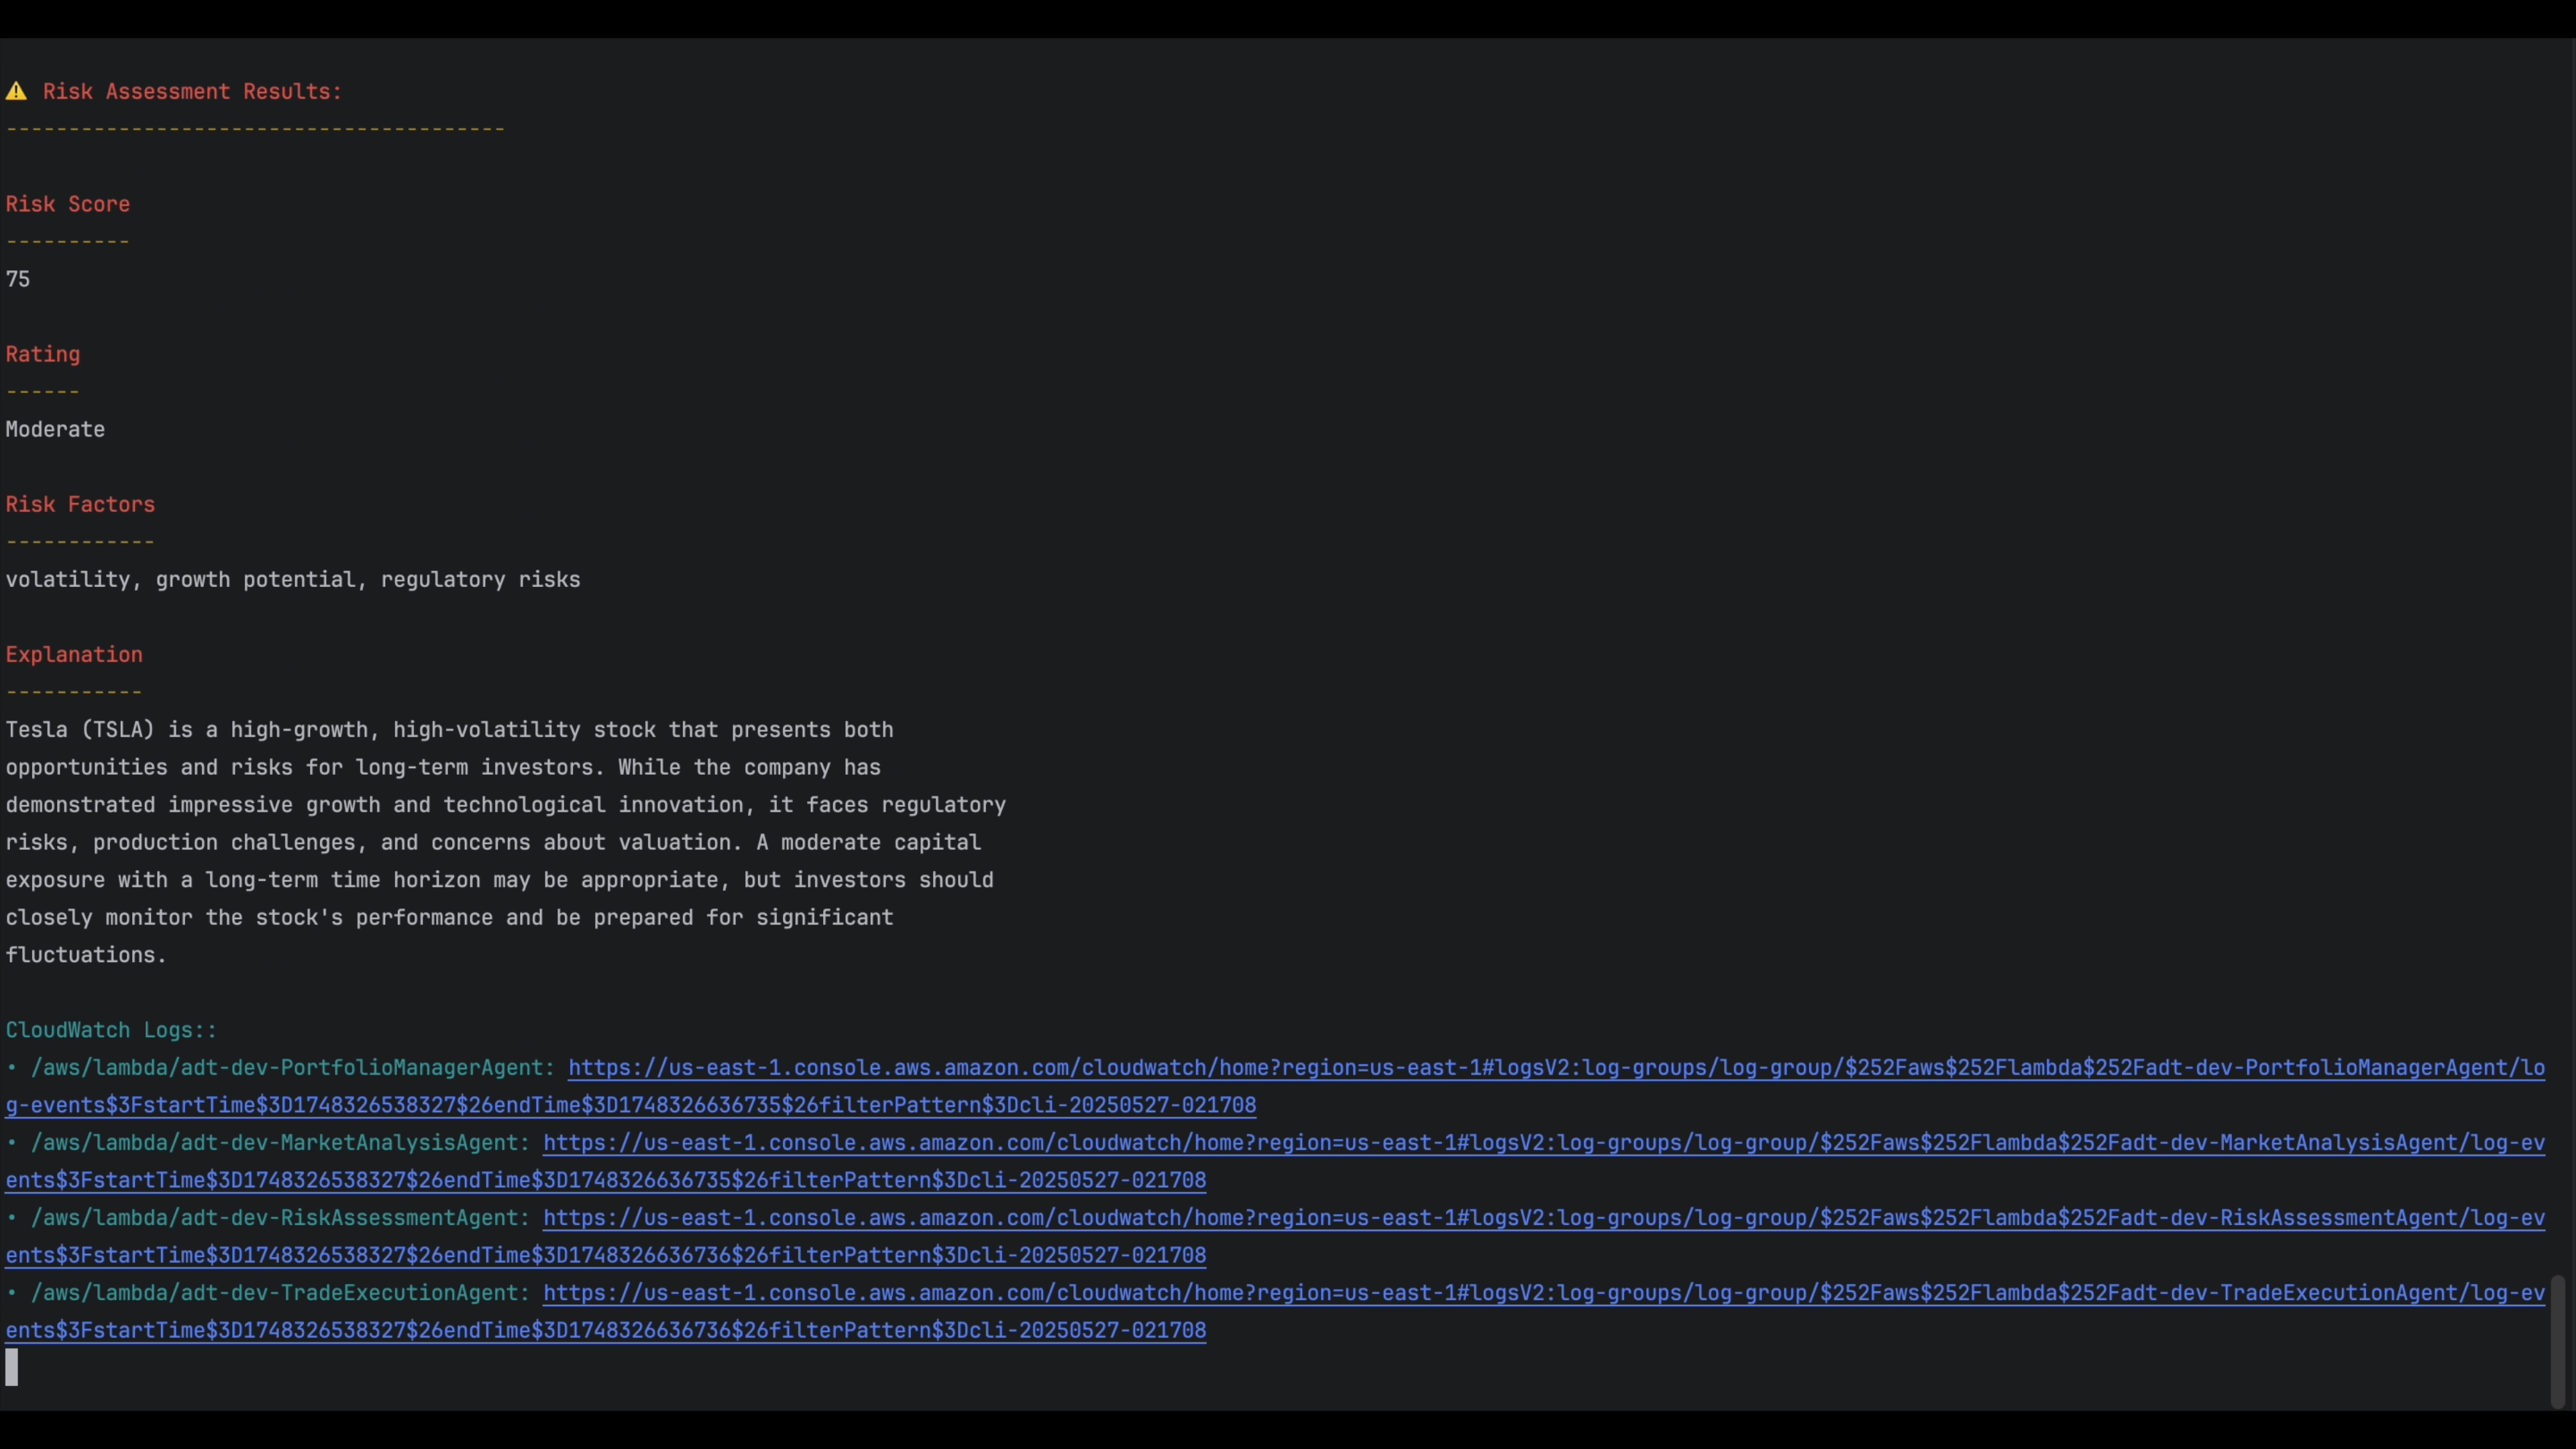 ⚠ Risk Assessment Results:
----------------------------------------
Risk Score
----------
75
Rating
------
Moderate
Risk Factors
------------
volatility, growth potential, regulatory risks
Explanation
-----------
Tesla (TSLA) is a high-growth, high-volatility stock that presents both
opportunities and risks for long-term investors. While the company has
demonstrated impressive growth and technological innovation, it faces regulatory
risks, production challenges, and concerns about valuation. A moderate capital
exposure with a long-term time horizon may be appropriate, but investors should
closely monitor the stock's performance and be prepared for significant
fluctuations.
CloudWatch Logs::
• /aws/lambda/adt-dev-PortfolioManagerAgent: https://us-east-1.console.aws.amazon.com/cloudwatch/home?region=us-east-1#logsV2:log-groups/log-group/$252Faws$252Flambda$252Fadt-dev-PortfolioManagerAgent/lo
g-events$3FstartTime$3D1748326538327$26endTime$3D1748326636735$26filterPattern$3Dcli-20250527-021708
• /aws/lambda/adt-dev-MarketAnalysisAgent: https://us-east-1.console.aws.amazon.com/cloudwatch/home?region=us-east-1#logsV2:log-groups/log-group/$252Faws$252Flambda$252Fadt-dev-MarketAnalysisAgent/log-ev
ents$3FstartTime$3D1748326538327$26endTime$3D1748326636735$26filterPattern$3Dcli-20250527-021708
• /aws/lambda/adt-dev-RiskAssessmentAgent: https://us-east-1.console.aws.amazon.com/cloudwatch/home?region=us-east-1#logsV2:log-groups/log-group/$252Faws$252Flambda$252Fadt-dev-RiskAssessmentAgent/log-ev
ents$3FstartTime$3D1748326538327$26endTime$3D1748326636736$26filterPattern$3Dcli-20250527-021708
• /aws/lambda/adt-dev-TradeExecutionAgent: https://us-east-1.console.aws.amazon.com/cloudwatch/home?region=us-east-1#logsV2:log-groups/log-group/$252Faws$252Flambda$252Fadt-dev-TradeExecutionAgent/log-ev
ents$3FstartTime$3D1748326538327$26endTime$3D1748326636736$26filterPattern$3Dcli-20250527-021708